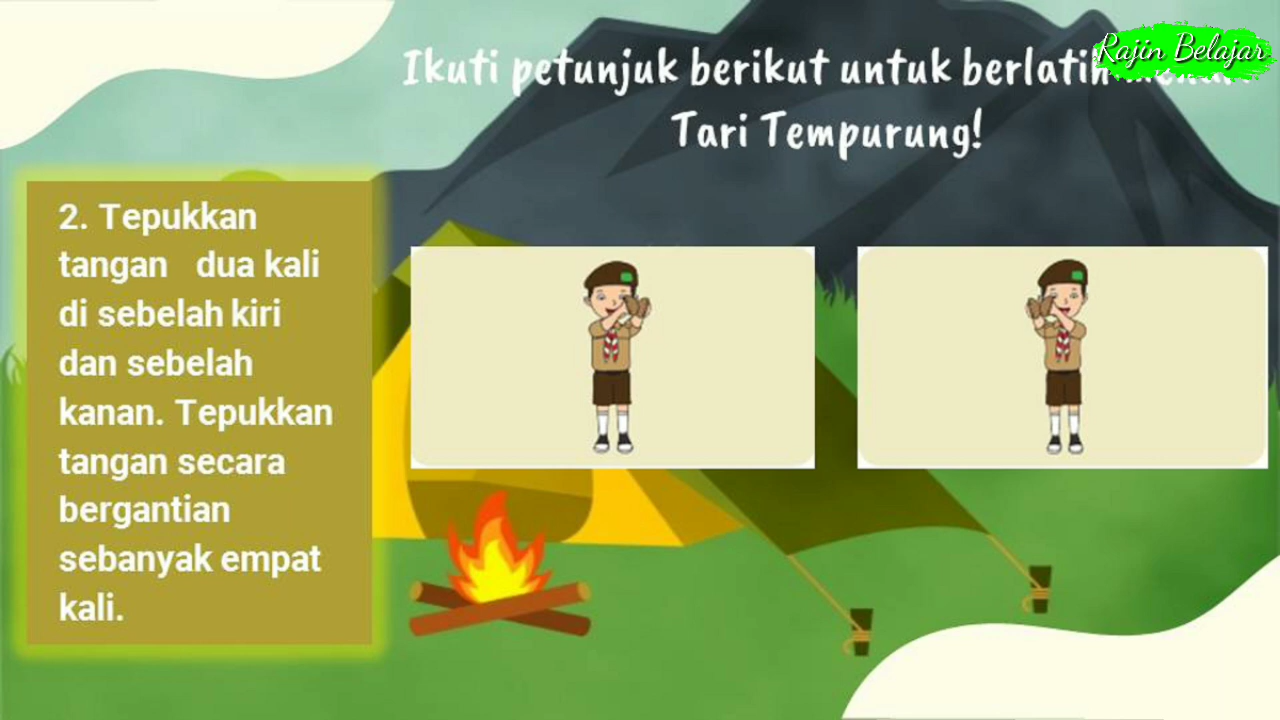 Ikuti petunjuk berikut untuk berlatih
Rajin Belajar
Tari Tempurung!
2. Tepukkan
tangan dua kali
di sebelah kiri
dan sebelah
kanan. Tepukkan
tangan secara
bergantian
sebanyak empat
kali.